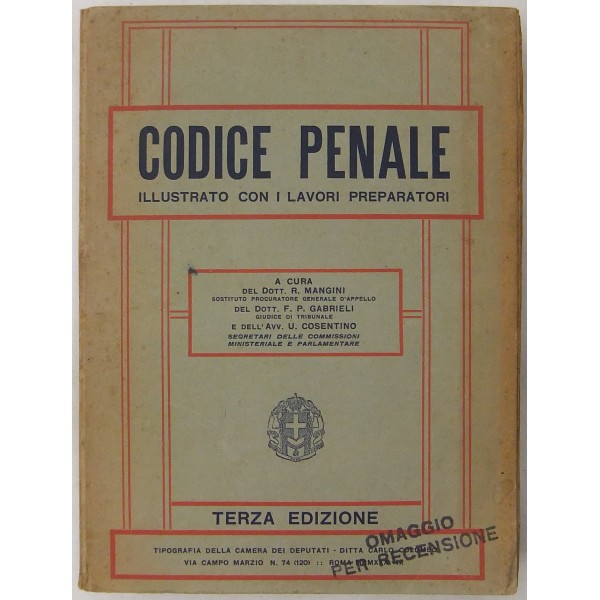 CODICE PENALE
ILLUSTRATO CON I LAVORI PREPARATORI
A CURA
DEL DOTT. R. MANGINI
SOSTITUTO PROCURATORE GENERALE D'APPELLO
DEL DOTT. F. P. GABRIELI
GIUDICE DI TRIBUNALE
E DELL'AVV. U. COSENTINO
SEGRETARI DELLE COMMISSIONI
MINISTERIALE E PARLAMENTARE
TERZA EDIZIONE
TIPOGRAFIA DELLA CAMERA DEI DEPUTATI - DITTA CARLO COLOMBO
VIA CAMPO MARZIO N. 74 (120) :: ROMA
OMAGGIO
PER RECENSIONE